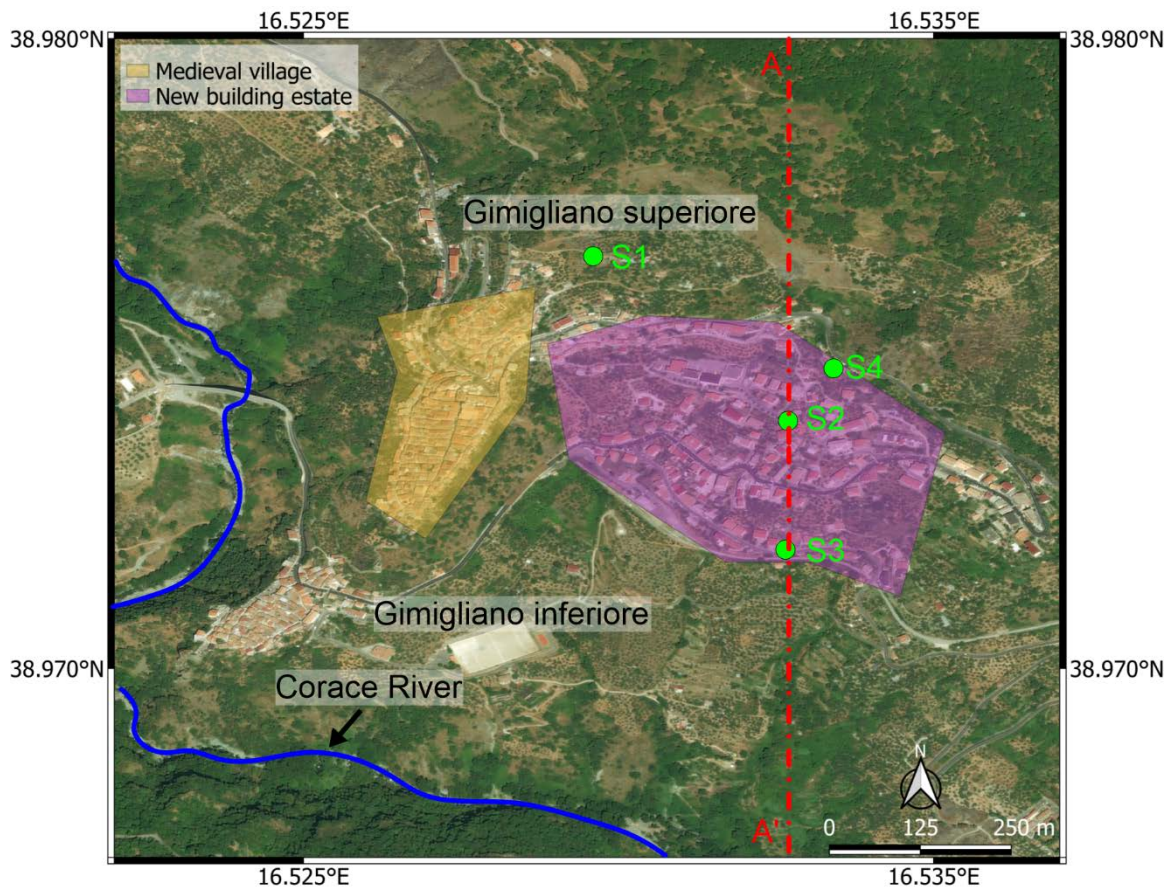 16.525°E
16.535°E
38.980°N
38.980°N
A
Medieval village
New building estate
Gimigliano superiore
S1
S4
S2
S3
Gimigliano inferiore
38.970°N
38.970°N
Corace River
N
A'
0 125 250 m
16.525°E
16.535°E